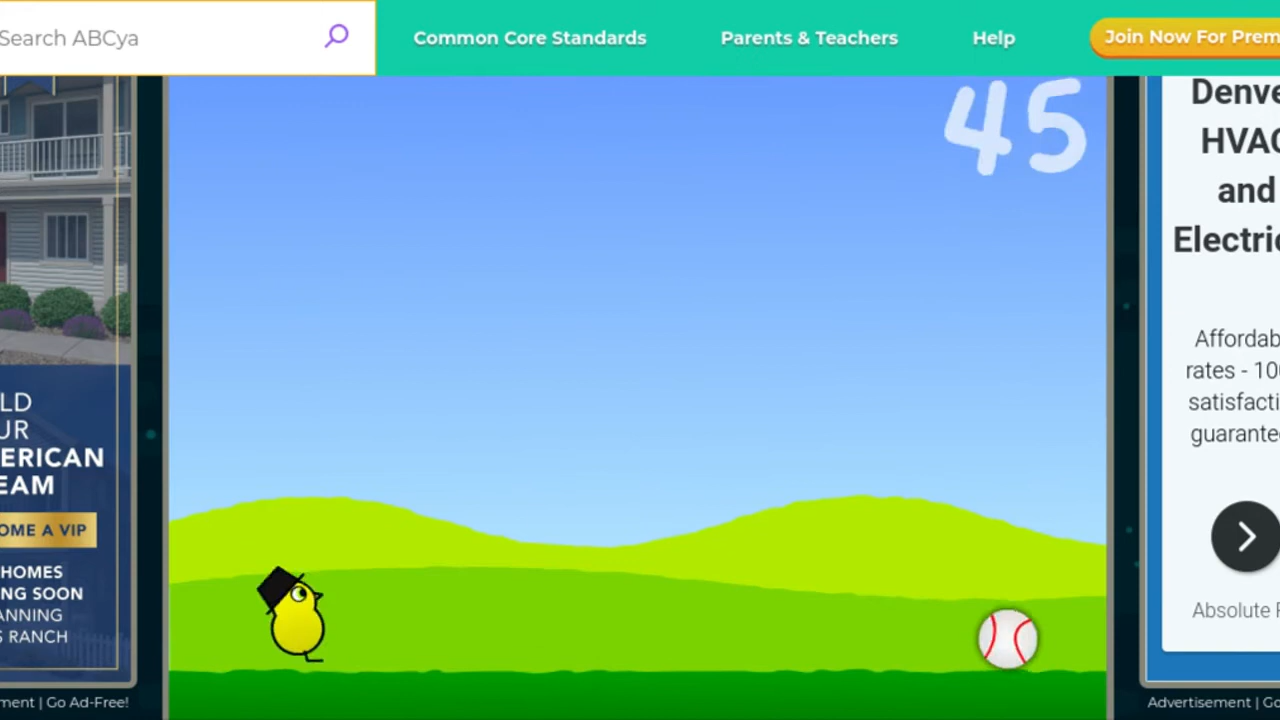 Search ABCya
Common Core Standards
Parents & Teachers
Help
Join Now For Prem
45
Denve
HVAC
and
Electric
Affordab
rates - 10
satisfacti
guarante
Absolute
LD
UR
ERICAN
EAM
OME A VIP
HOMES
NG SOON
ANNING
S RANCH
ment | Go Ad-Free!
Advertisement | Go